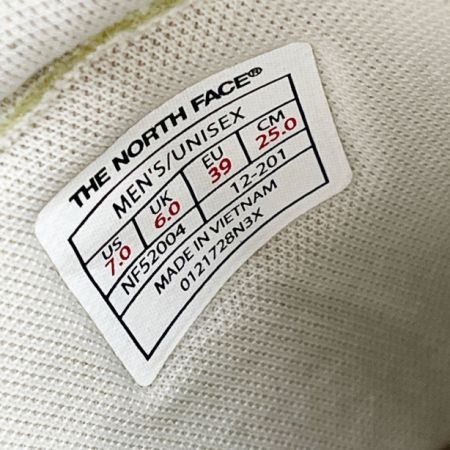 THE NORTH FACE®
MEN'S/UNISEX
US UK EU CM
7.0 6.0 39 25.0
NF52004 12-201
MADE IN VIETNAM
0121728N3X